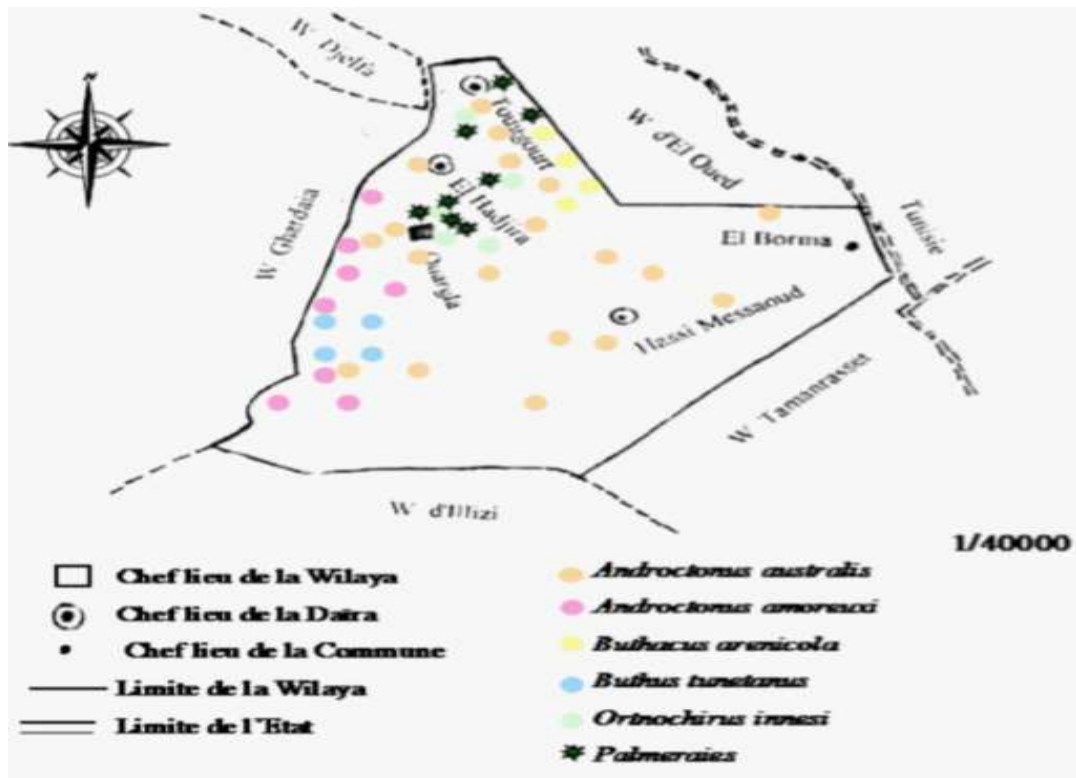 W Djelfa
N
Touggourt
W d'El Oued
El Hadjira
W Ghardaia
Tunisie
El Borma
Ouargla
Hassi Messaoud
W Tamanrasset
W d'Illizi
1/40000
Chef lieu de la Wilaya
Chef lieu de la Daïra
Chef lieu de la Commune
Limite de la Wilaya
Limite de l'Etat
Androctonus australis
Androctonus amoreuxi
Buthacus arenicola
Buthus tunetanus
Ortnochirus innesi
Palmeraies